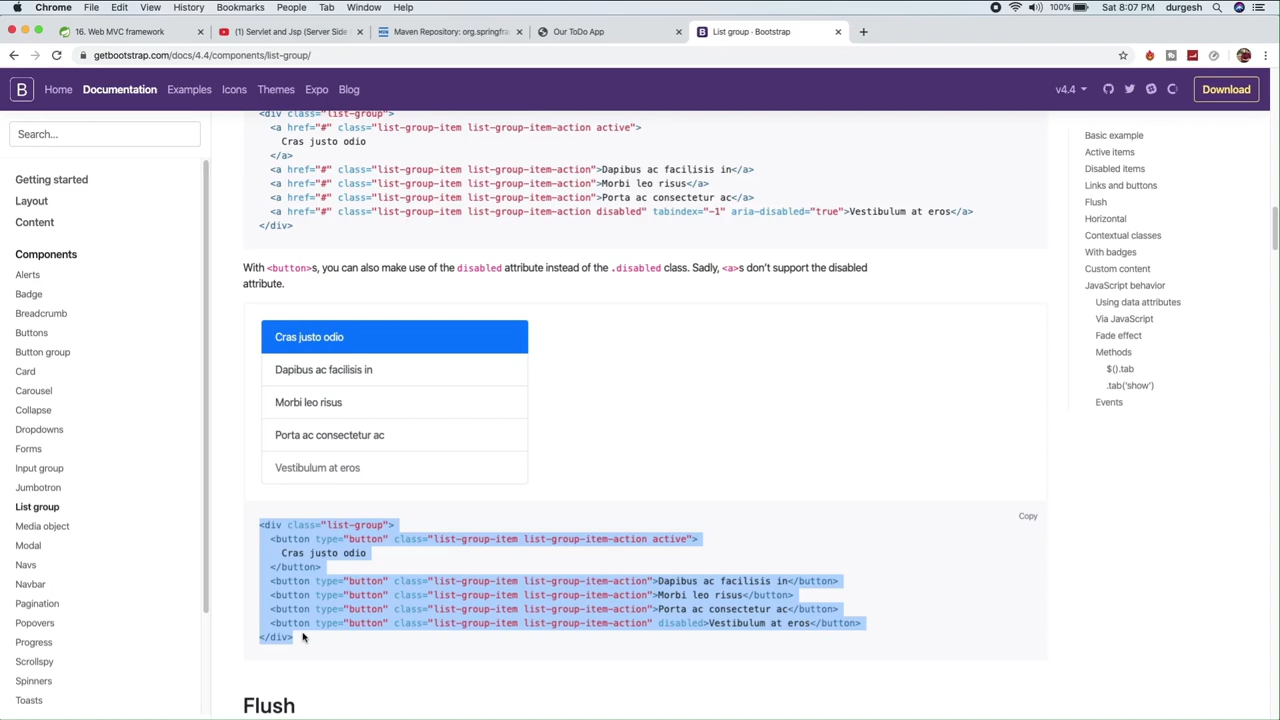 Chrome File Edit View History Bookmarks People Tab Window Help 100% Sat 8:07 PM durgesh
16. Web MVC framework
(1) Servlet and Jsp (Server Side
Maven Repository: org.springfra
Our ToDo App
List group · Bootstrap
getbootstrap.com/docs/4.4/components/list-group/
B Home Documentation Examples Icons Themes Expo Blog v4.4 Download
Search...
Getting started
Layout
Content
Components
Alerts
Badge
Breadcrumb
Buttons
Button group
Card
Carousel
Collapse
Dropdowns
Forms
Input group
Jumbotron
List group
Media object
Modal
Navs
Navbar
Pagination
Popovers
Progress
Scrollspy
Spinners
Toasts
<div class="list-group">
<a href="#" class="list-group-item list-group-item-action active">
Cras justo odio
</a>
<a href="#" class="list-group-item list-group-item-action">Dapibus ac facilisis in</a>
<a href="#" class="list-group-item list-group-item-action">Morbi leo risus</a>
<a href="#" class="list-group-item list-group-item-action">Porta ac consectetur ac</a>
<a href="#" class="list-group-item list-group-item-action disabled" tabindex="-1" aria-disabled="true">Vestibulum at eros</a>
</div>
With <button>s, you can also make use of the disabled attribute instead of the .disabled class. Sadly, <a>s don't support the disabled
attribute.
Cras justo odio
Dapibus ac facilisis in
Morbi leo risus
Porta ac consectetur ac
Vestibulum at eros
Copy
<div class="list-group">
<button type="button" class="list-group-item list-group-item-action active">
Cras justo odio
</button>
<button type="button" class="list-group-item list-group-item-action">Dapibus ac facilisis in</button>
<button type="button" class="list-group-item list-group-item-action">Morbi leo risus</button>
<button type="button" class="list-group-item list-group-item-action">Porta ac consectetur ac</button>
<button type="button" class="list-group-item list-group-item-action" disabled>Vestibulum at eros</button>
</div>
Flush
Basic example
Active items
Disabled items
Links and buttons
Flush
Horizontal
Contextual classes
With badges
Custom content
JavaScript behavior
Using data attributes
Via JavaScript
Fade effect
Methods
$().tab
.tab('show')
Events